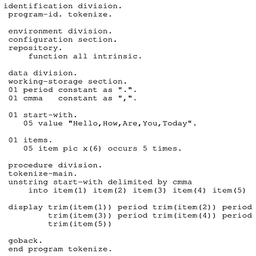 identification division.
program-id. tokenize.
environment division.
configuration section.
repository.
function all intrinsic.
data division.
working-storage section.
01 period constant as ".".
01 cmma constant as ",".
01 start-with.
05 value "Hello,How,Are,You,Today".
01 items.
05 item pic x(6) occurs 5 times.
procedure division.
tokenize-main.
unstring start-with delimited by cmma
into item(1) item(2) item(3) item(4) item(5)
display trim(item(1)) period trim(item(2)) period
trim(item(3)) period trim(item(4)) period
trim(item(5))
goback.
end program tokenize.